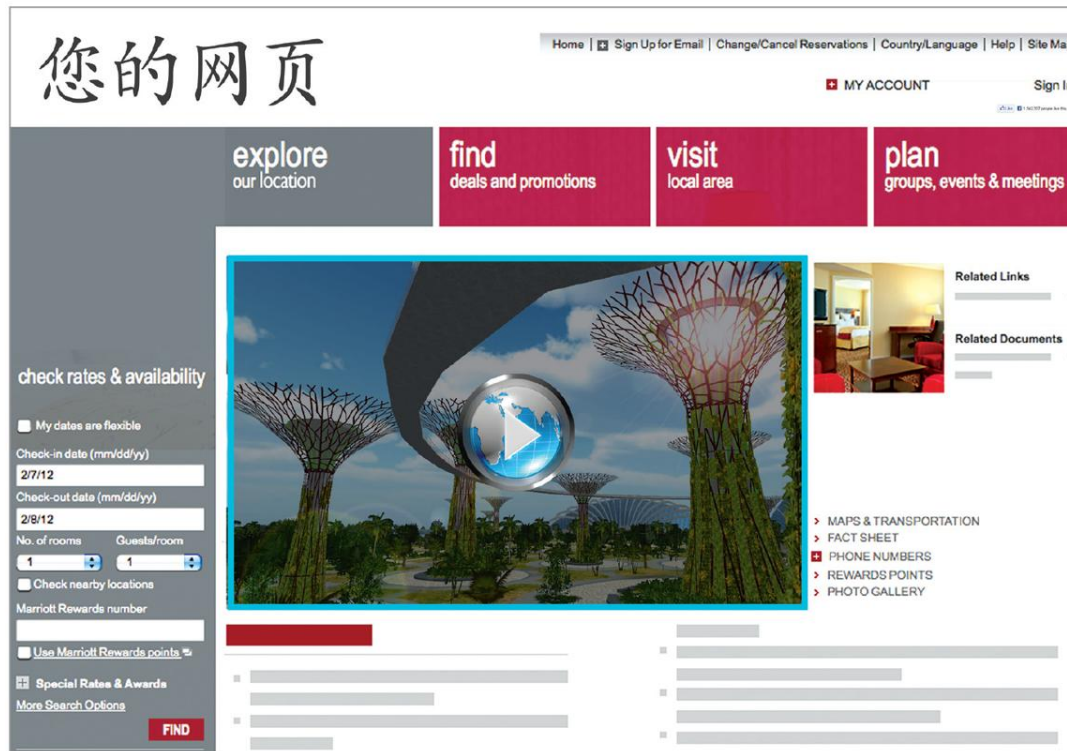 您的网页
Home | Sign Up for Email | Change/Cancel Reservations | Country/Language | Help | Site Ma
MY ACCOUNT
Sign I
explore
our location
find
deals and promotions
visit
local area
plan
groups, events & meetings
Related Links
Related Documents
check rates & availability
My dates are flexible
Check-in date (mm/dd/yy)
2/7/12
Check-out date (mm/dd/yy)
2/8/12
No. of rooms Guests/room
1 1
Check nearby locations
Marriott Rewards number
Use Marriott Rewards points
Special Rates & Awards
More Search Options
FIND
MAPS & TRANSPORTATION
FACT SHEET
PHONE NUMBERS
REWARDS POINTS
PHOTO GALLERY